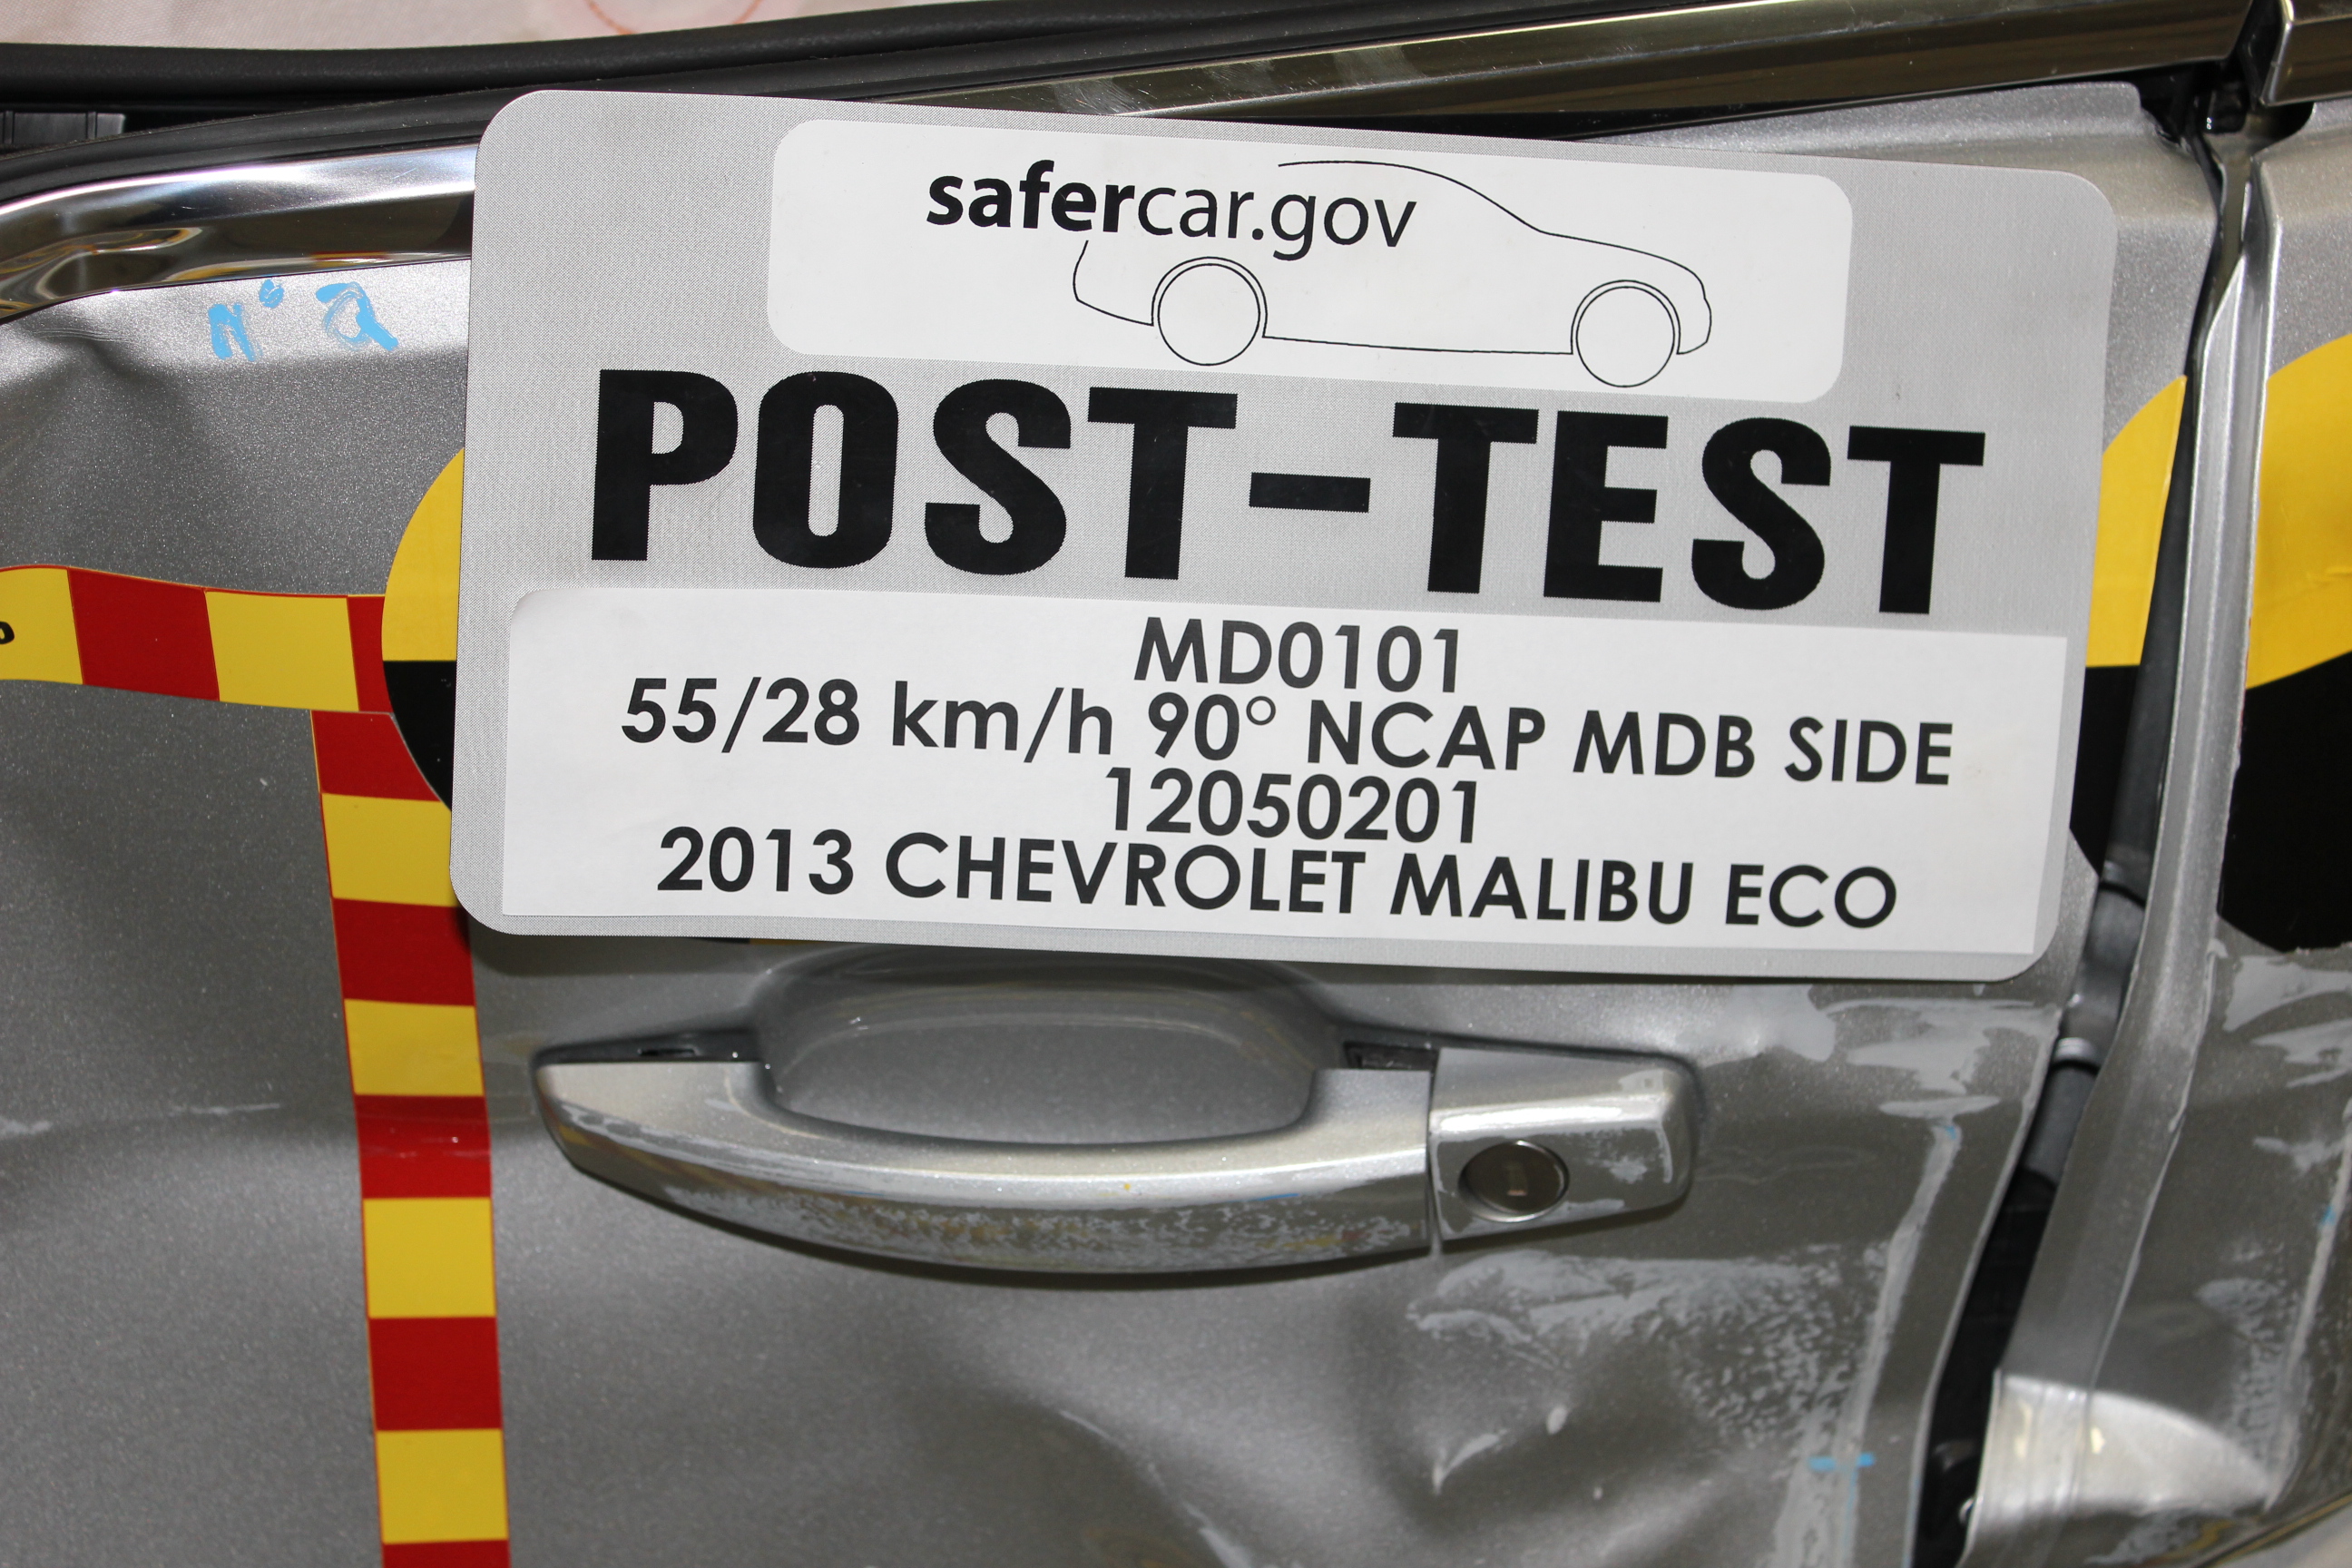 safercar.gov
POST-TEST
MD0101
55/28 km/h 90° NCAP MDB SIDE
12050201
2013 CHEVROLET MALIBU ECO